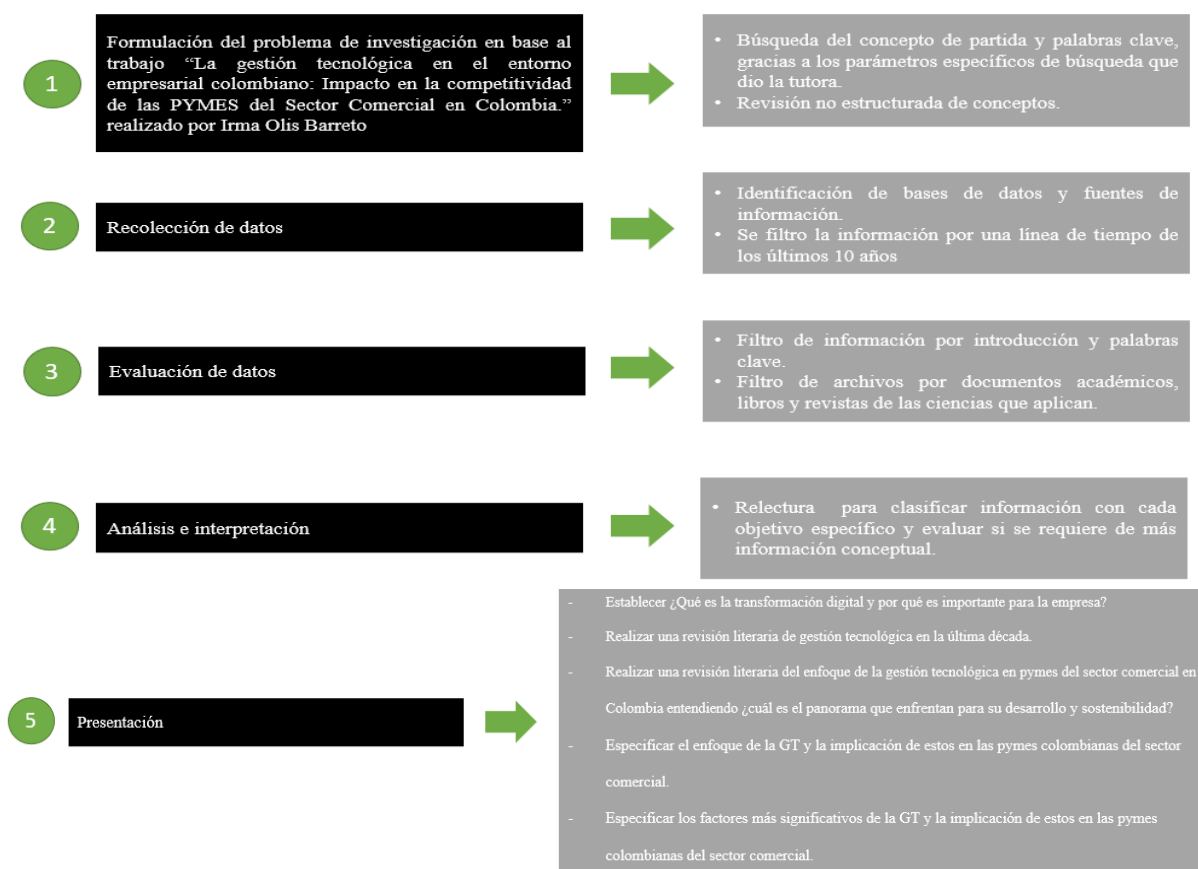 1
Formulación del problema de investigación en base al
trabajo “La gestión tecnológica en el entorno
empresarial colombiano: Impacto en la competitividad
de las PYMES del Sector Comercial en Colombia.”
realizado por Irma Olis Barreto
• Búsqueda del concepto de partida y palabras clave,
gracias a los parámetros específicos de búsqueda que
dio la tutora.
• Revisión no estructurada de conceptos.
2
Recolección de datos
• Identificación de bases de datos y fuentes de
información.
• Se filtro la información por una línea de tiempo de
los últimos 10 años
3
Evaluación de datos
• Filtro de información por introducción y palabras
clave.
• Filtro de archivos por documentos académicos,
libros y revistas de las ciencias que aplican.
4
Análisis e interpretación
• Relectura para clasificar información con cada
objetivo específico y evaluar si se requiere de más
información conceptual.
5
Presentación
- Establecer ¿Qué es la transformación digital y por qué es importante para la empresa?
- Realizar una revisión literaria de gestión tecnológica en la última década.
- Realizar una revisión literaria del enfoque de la gestión tecnológica en pymes del sector comercial en
Colombia entendiendo ¿cuál es el panorama que enfrentan para su desarrollo y sostenibilidad?
- Especificar el enfoque de la GT y la implicación de estos en las pymes colombianas del sector
comercial.
- Especificar los factores más significativos de la GT y la implicación de estos en las pymes
colombianas del sector comercial.